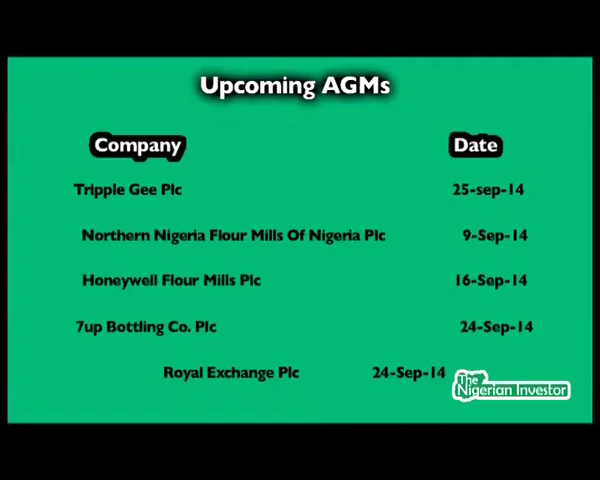 Upcoming AGMs
Company Date
Tripple Gee Plc 25-sep-14
Northern Nigeria Flour Mills Of Nigeria Plc 9-Sep-14
Honeywell Flour Mills Plc 16-Sep-14
7up Bottling Co. Plc 24-Sep-14
Royal Exchange Plc 24-Sep-14
The
Nigerian Investor